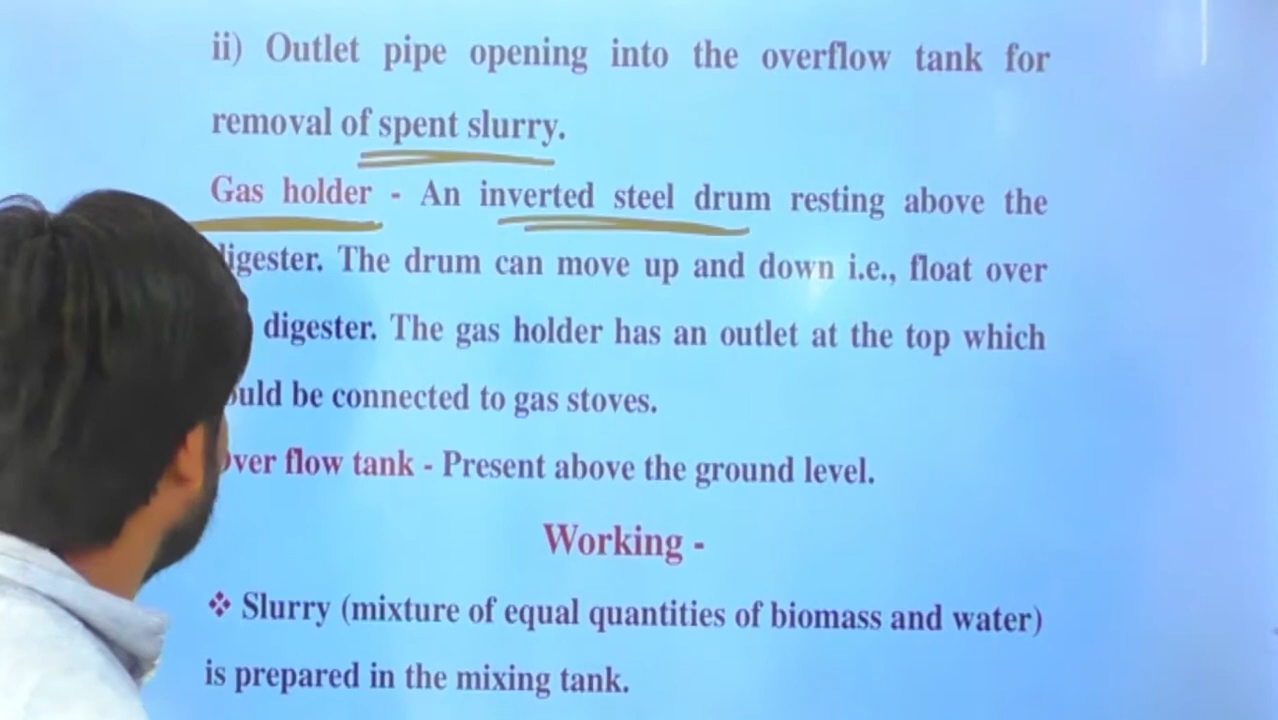 ii) Outlet pipe opening into the overflow tank for
removal of spent slurry.
Gas holder - An inverted steel drum resting above the
digester. The drum can move up and down i.e., float over
digester. The gas holder has an outlet at the top which
be connected to gas stoves.
Over flow tank - Present above the ground level.
Working -
❖ Slurry (mixture of equal quantities of biomass and water)
is prepared in the mixing tank.